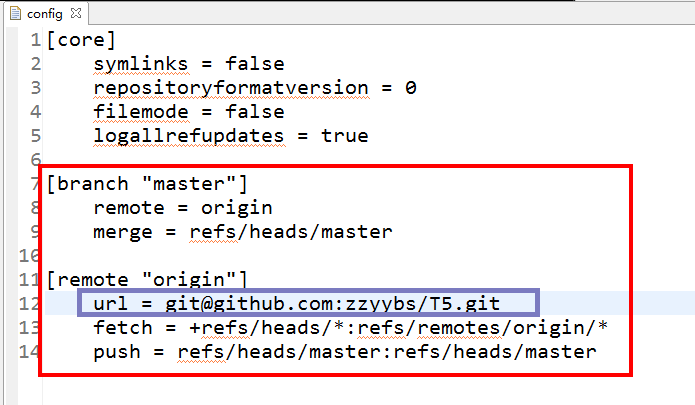 config
1 [core]
2 symlinks = false
3 repositoryformatversion = 0
4 filemode = false
5 logallrefupdates = true
6
7 [branch "master"]
8 remote = origin
9 merge = refs/heads/master
10
11 [remote "origin"]
12 url = git@github.com:zzyybs/T5.git
13 fetch = +refs/heads/*:refs/remotes/origin/*
14 push = refs/heads/master:refs/heads/master